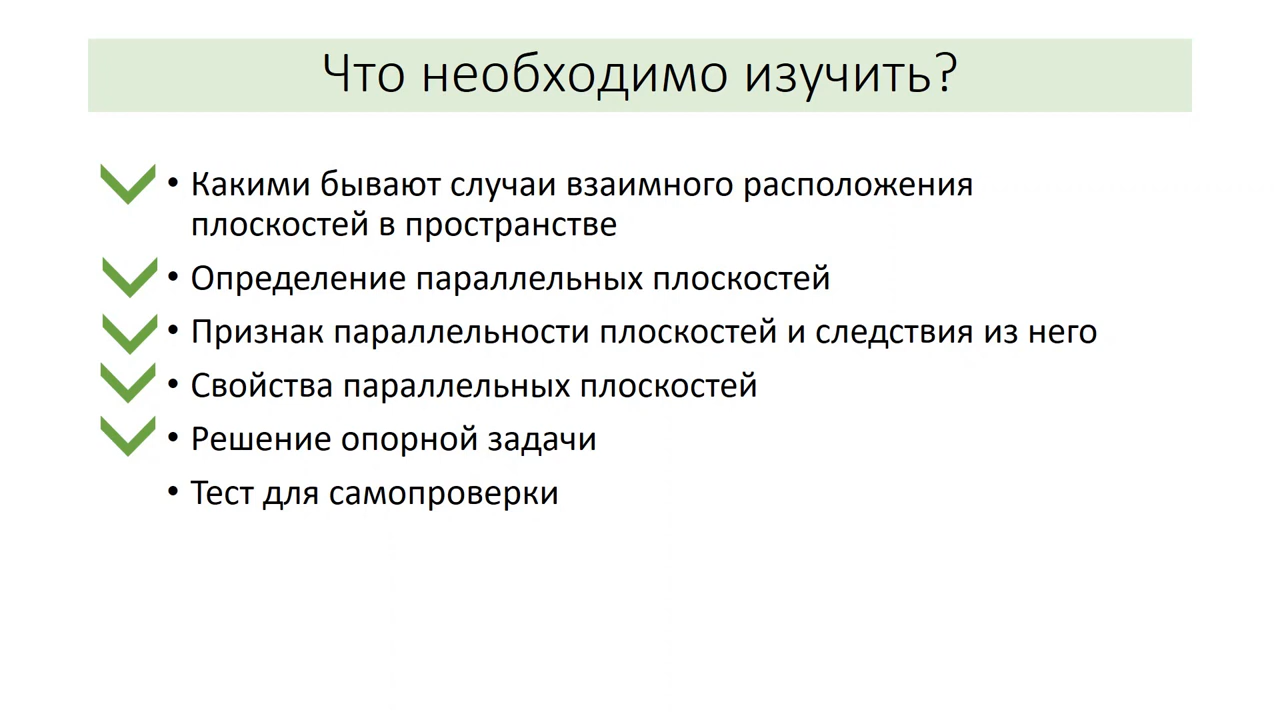 Что необходимо изучить?
• Какими бывают случаи взаимного расположения
плоскостей в пространстве
• Определение параллельных плоскостей
• Признак параллельности плоскостей и следствия из него
• Свойства параллельных плоскостей
• Решение опорной задачи
• Тест для самопроверки